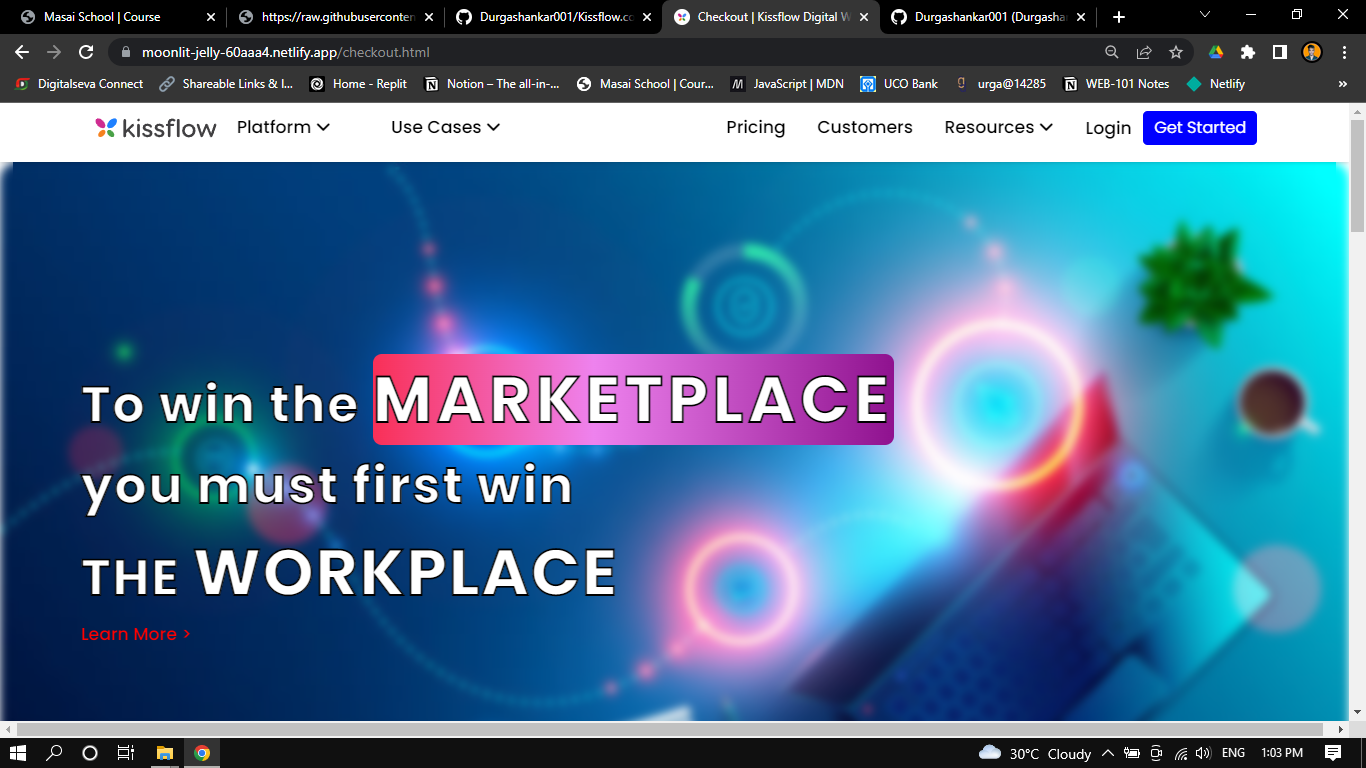 Masai School | Course
https://raw.githubuserconten
Durgashankar001/Kissflow.co
Checkout | Kissflow Digital W
Durgashankar001 (Durgashan
moonlit-jelly-60aaa4.netlify.app/checkout.html
Digitalseva Connect
Shareable Links & I...
Home - Replit
Notion – The all-in-...
Masai School | Cour...
JavaScript | MDN
UCO Bank
urga@14285
WEB-101 Notes
Netlify
»
kissflow
Platform
Use Cases
Pricing
Customers
Resources
Login
Get Started
To win the MARKETPLACE
you must first win
THE WORKPLACE
Learn More >
30°C Cloudy
ENG
1:03 PM